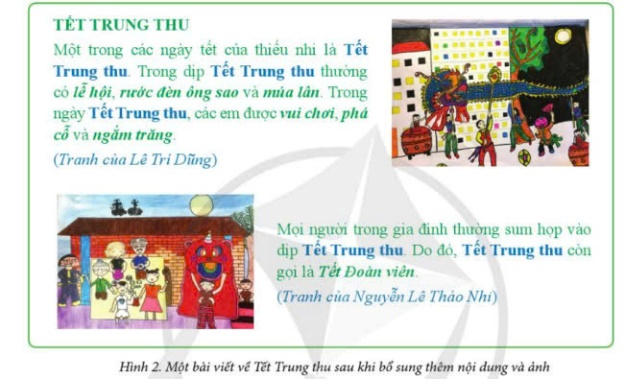 TẾT TRUNG THU
Một trong các ngày tết của thiếu nhi là Tết
Trung thu. Trong dịp Tết Trung thu thường
có lễ hội, rước đèn ông sao và múa lân. Trong
ngày Tết Trung thu, các em được vui chơi, phá
cỗ và ngắm trăng.
(Tranh của Lê Trí Dũng)
Mọi người trong gia đình thường sum họp vào
dịp Tết Trung thu. Do đó, Tết Trung thu còn
gọi là Tết Đoàn viên.
(Tranh của Nguyễn Lê Thảo Nhi)
Hình 2. Một bài viết về Tết Trung thu sau khi bổ sung thêm nội dung và ảnh